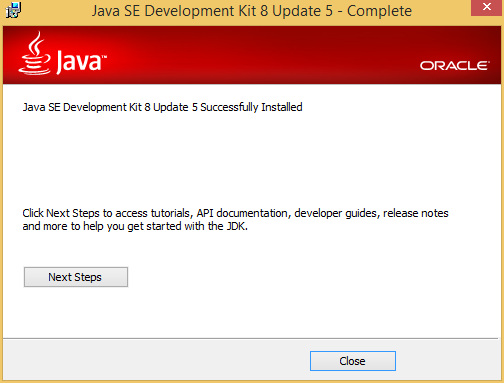 Java SE Development Kit 8 Update 5 - Complete
Java™
ORACLE®
Java SE Development Kit 8 Update 5 Successfully Installed
Click Next Steps to access tutorials, API documentation, developer guides, release notes
and more to help you get started with the JDK.
Next Steps
Close